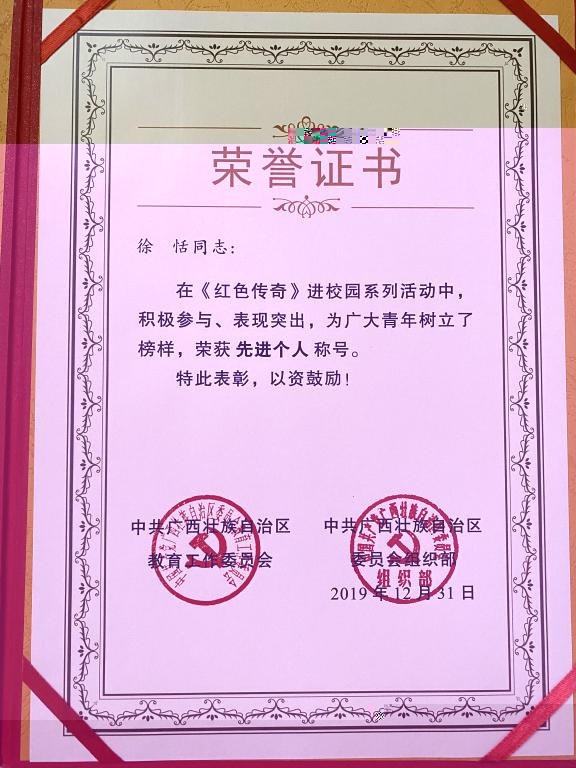 荣誉证书
徐 恬同志：
在《红色传奇》进校园系列活动中，
积极参与、表现突出，为广大青年树立了
榜样，荣获 先进个人 称号。
特此表彰，以资鼓励！
中共广西壮族自治区
教育工作委员会
中共广西壮族自治区
委员会组织部
2019 年 12 月 31 日
组织部